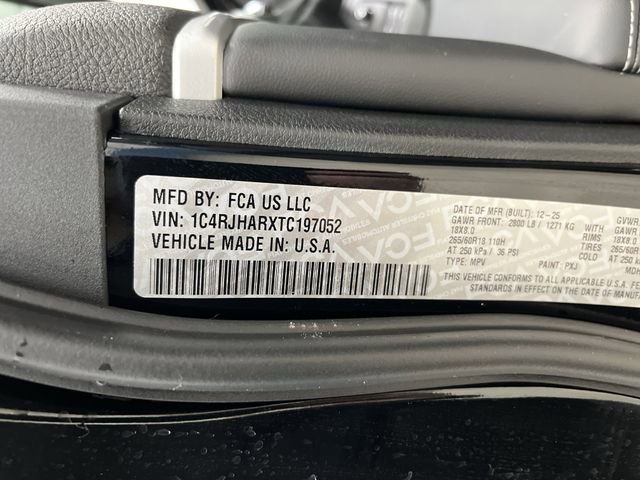 MFD BY: FCA US LLC
VIN: 1C4RJHARXTC197052
VEHICLE MADE IN: U.S.A.
DATE OF MFR (BUILT): 12-25
GAWR FRONT: 2800 LB / 1271 KG
18X8.0
265/60R18 110H
AT 250 kPa / 36 PSI
TYPE: MPV PAINT: PXJ
THIS VEHICLE CONFORMS TO ALL APPLICABLE U.S.A. FE
STANDARDS IN EFFECT ON THE DATE OF MAN
GVWR
GAWR
RIMS 18X8.0
TIRES 265/60R
COLD AT 250 k